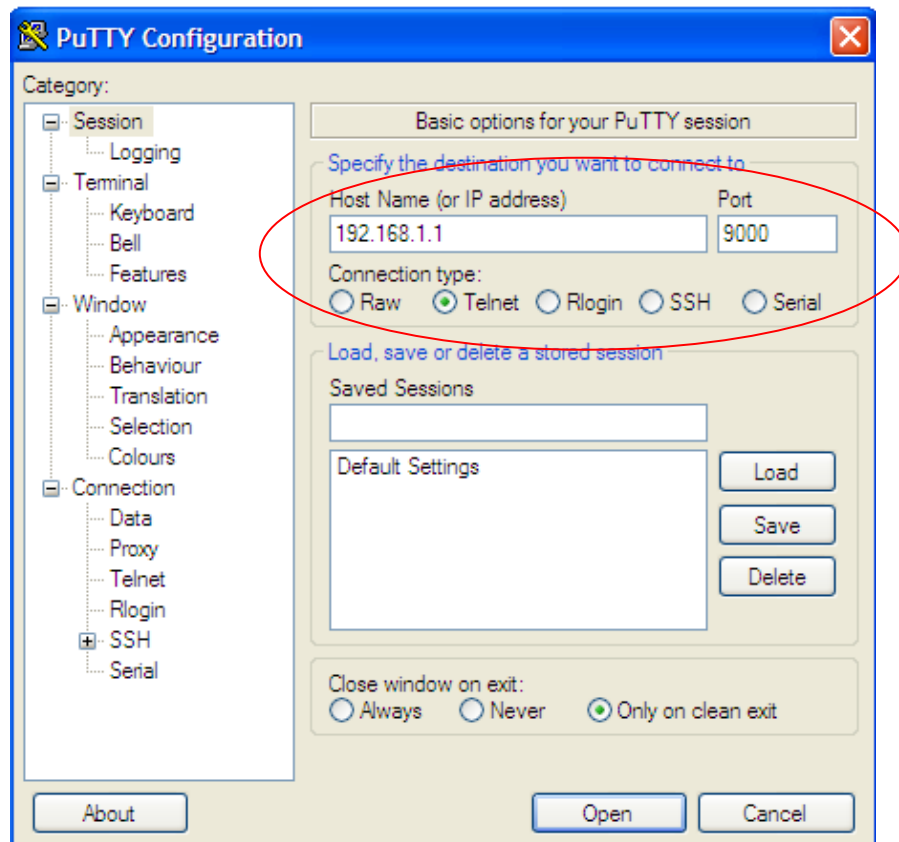 PuTTY Configuration
Category:
Session
Logging
Terminal
Keyboard
Bell
Features
Window
Appearance
Behaviour
Translation
Selection
Colours
Connection
Data
Proxy
Telnet
Rlogin
SSH
Serial
Basic options for your PuTTY session
Specify the destination you want to connect to
Host Name (or IP address) Port
192.168.1.1 9000
Connection type:
Raw Telnet Rlogin SSH Serial
Load, save or delete a stored session
Saved Sessions
Default Settings
Load
Save
Delete
Close window on exit:
Always Never Only on clean exit
About Open Cancel